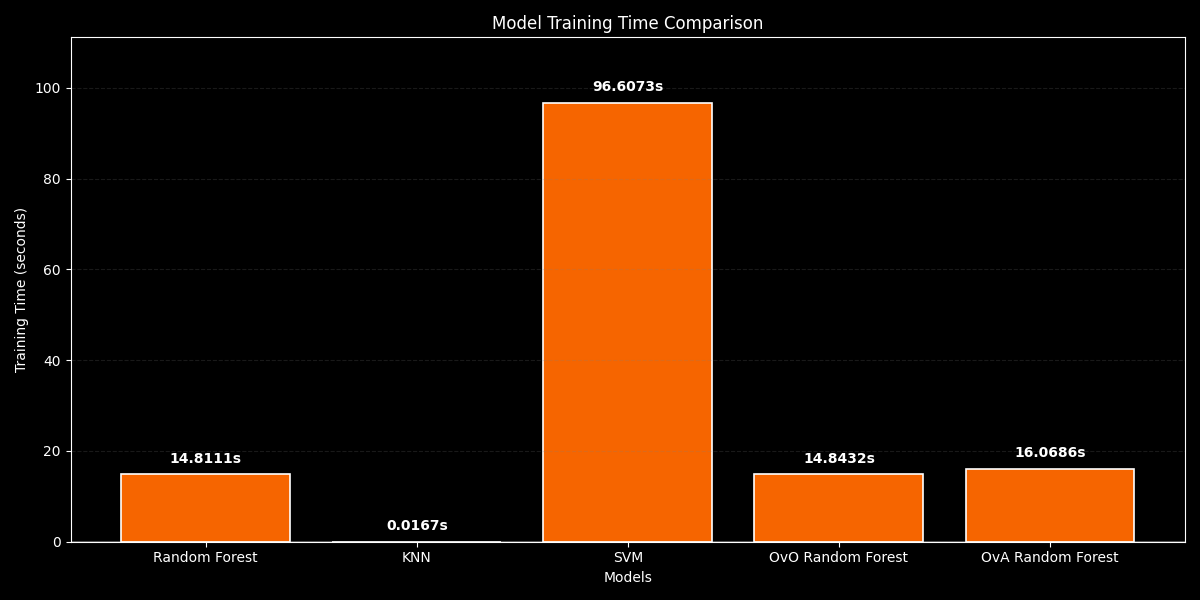 Model Training Time Comparison
Training Time (seconds)
100
80
60
40
20
0
14.8111s
0.0167s
96.6073s
14.8432s
16.0686s
Random Forest
KNN
SVM
OvO Random Forest
OvA Random Forest
Models